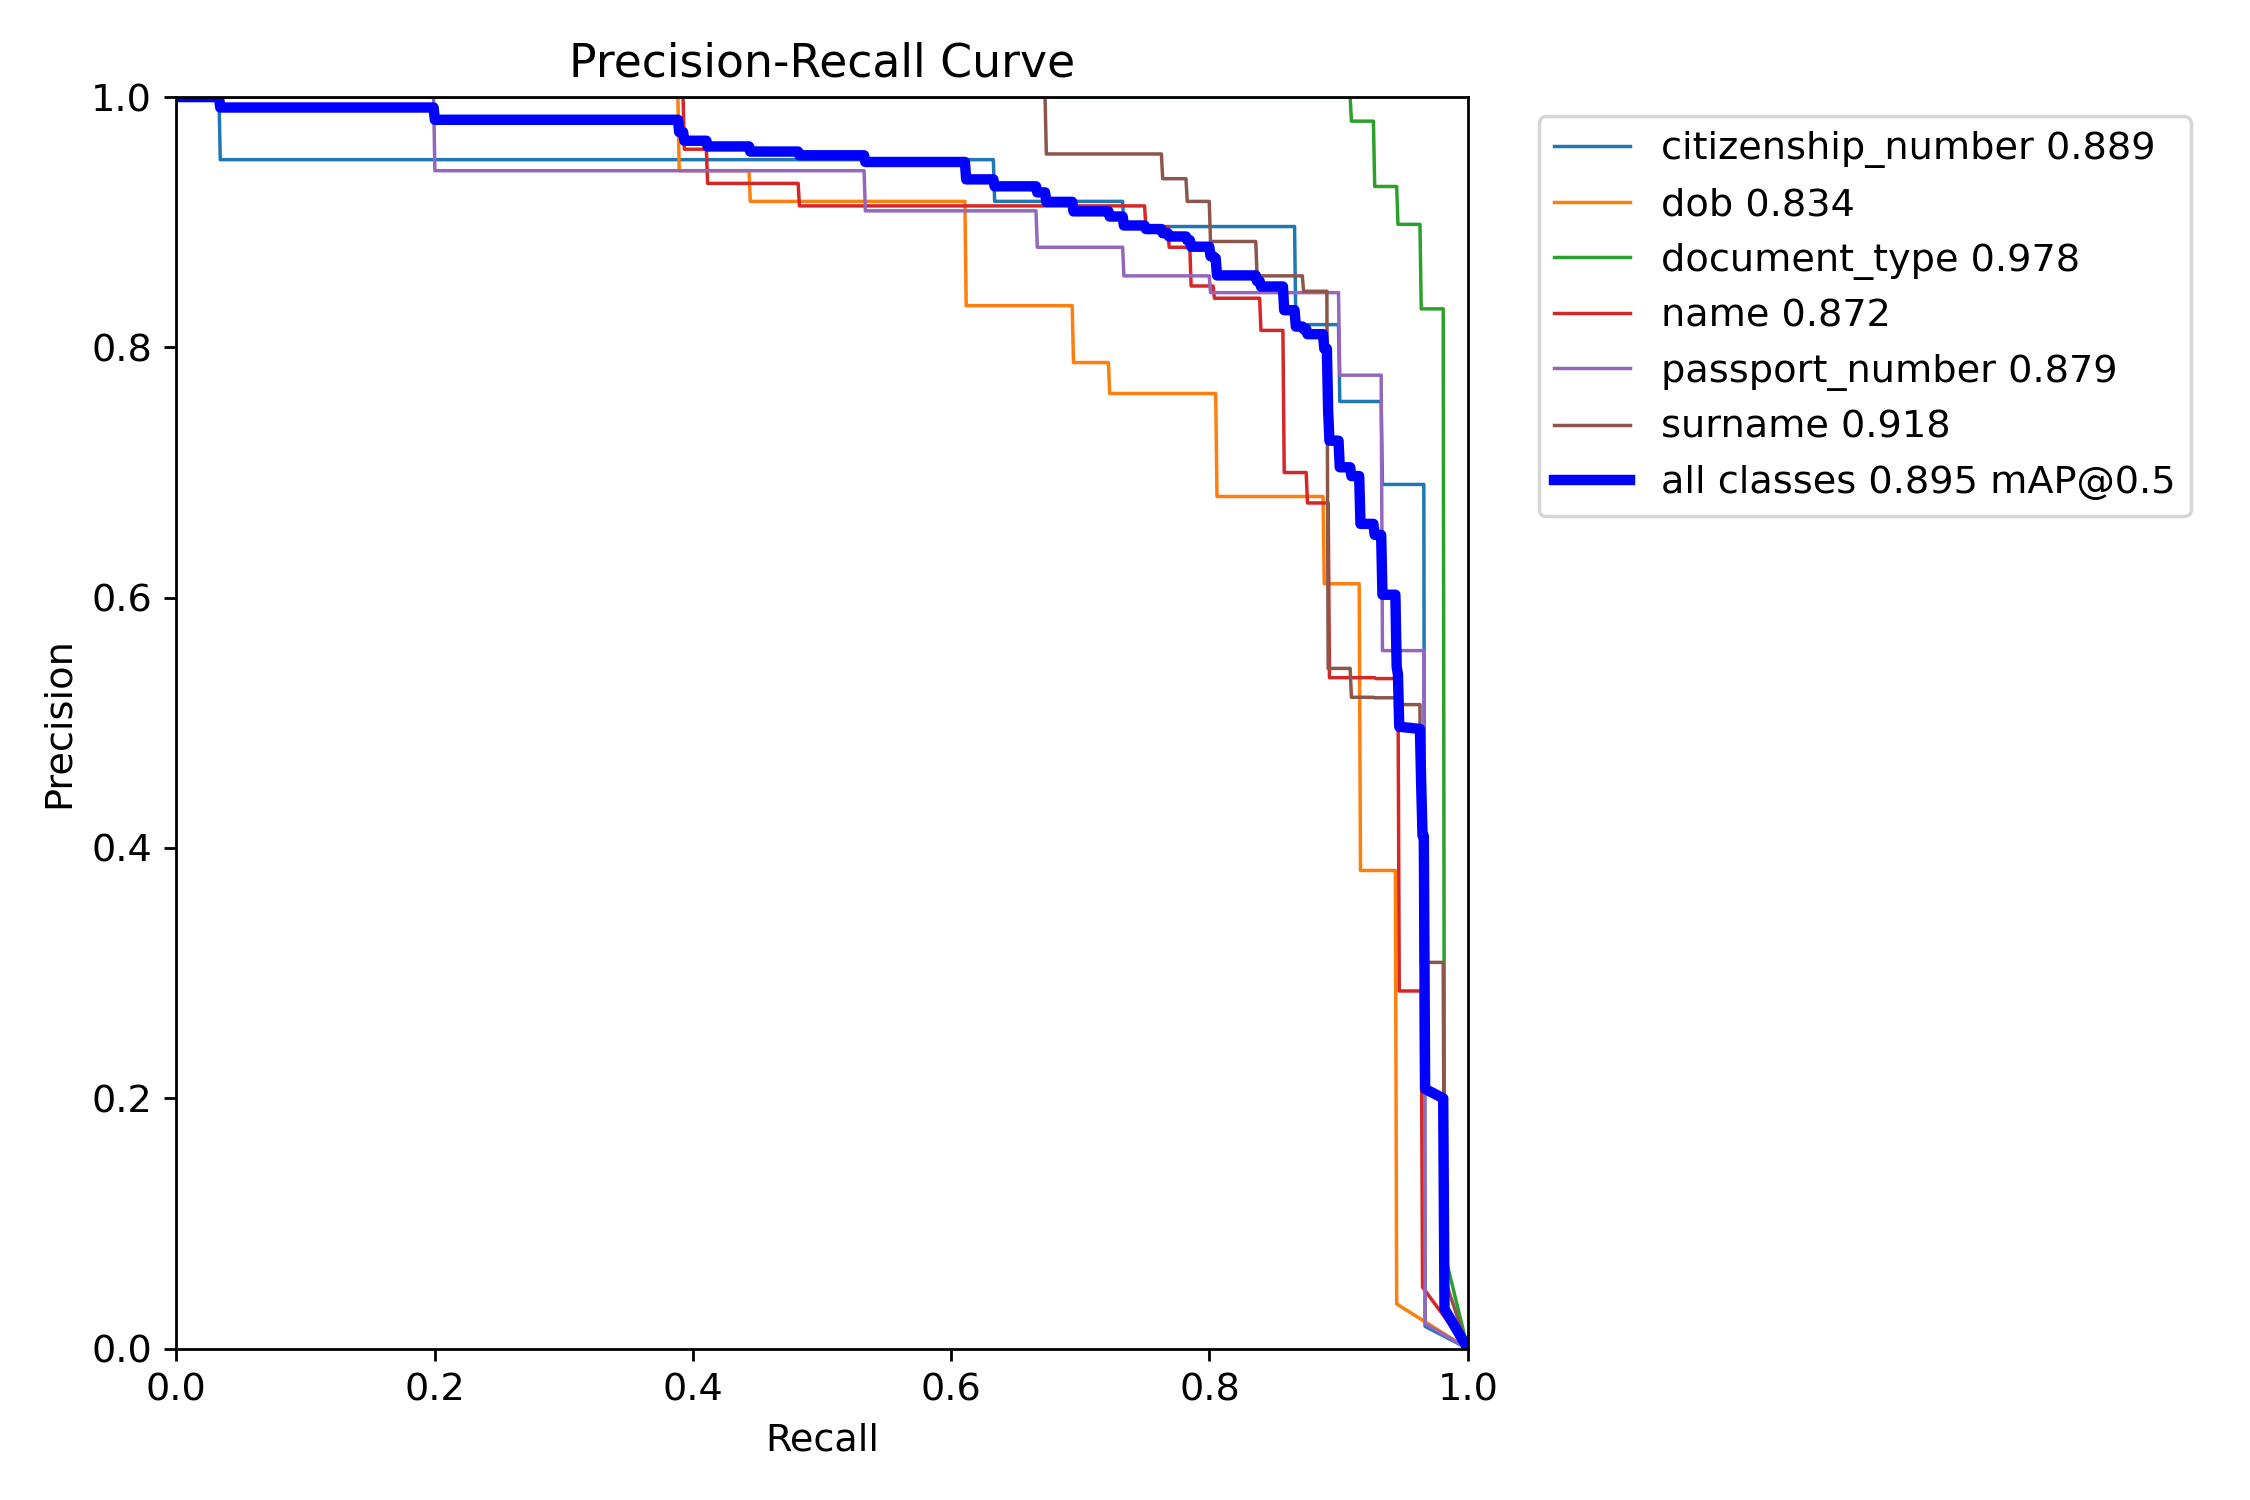 Precision-Recall Curve
1.0
0.8
0.6
0.4
0.2
0.0
Precision
0.0 0.2 0.4 0.6 0.8 1.0
Recall
citizenship_number 0.889
dob 0.834
document_type 0.978
name 0.872
passport_number 0.879
surname 0.918
all classes 0.895 mAP@0.5